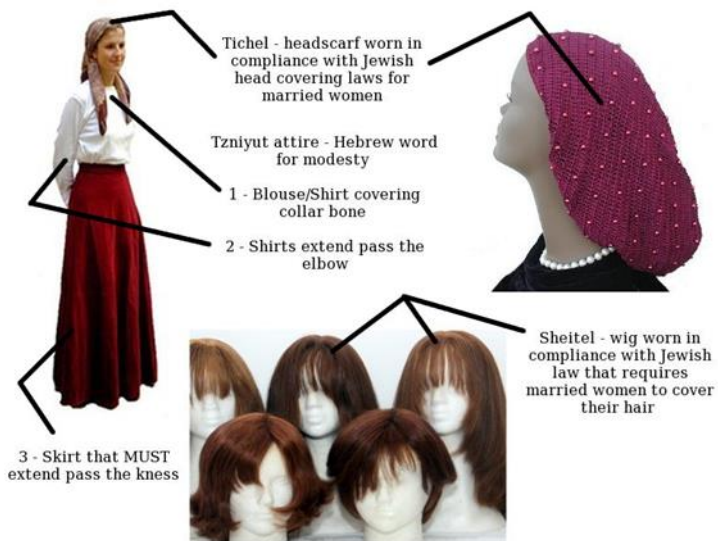 Tichel - headscarf worn in
compliance with Jewish
head covering laws for
married women
Tzniyut attire - Hebrew word
for modesty
1 - Blouse/Shirt covering
collar bone
2 - Shirts extend pass the
elbow
Sheitel - wig worn in
compliance with Jewish
law that requires
married women to cover
their hair
3 - Skirt that MUST
extend pass the kness